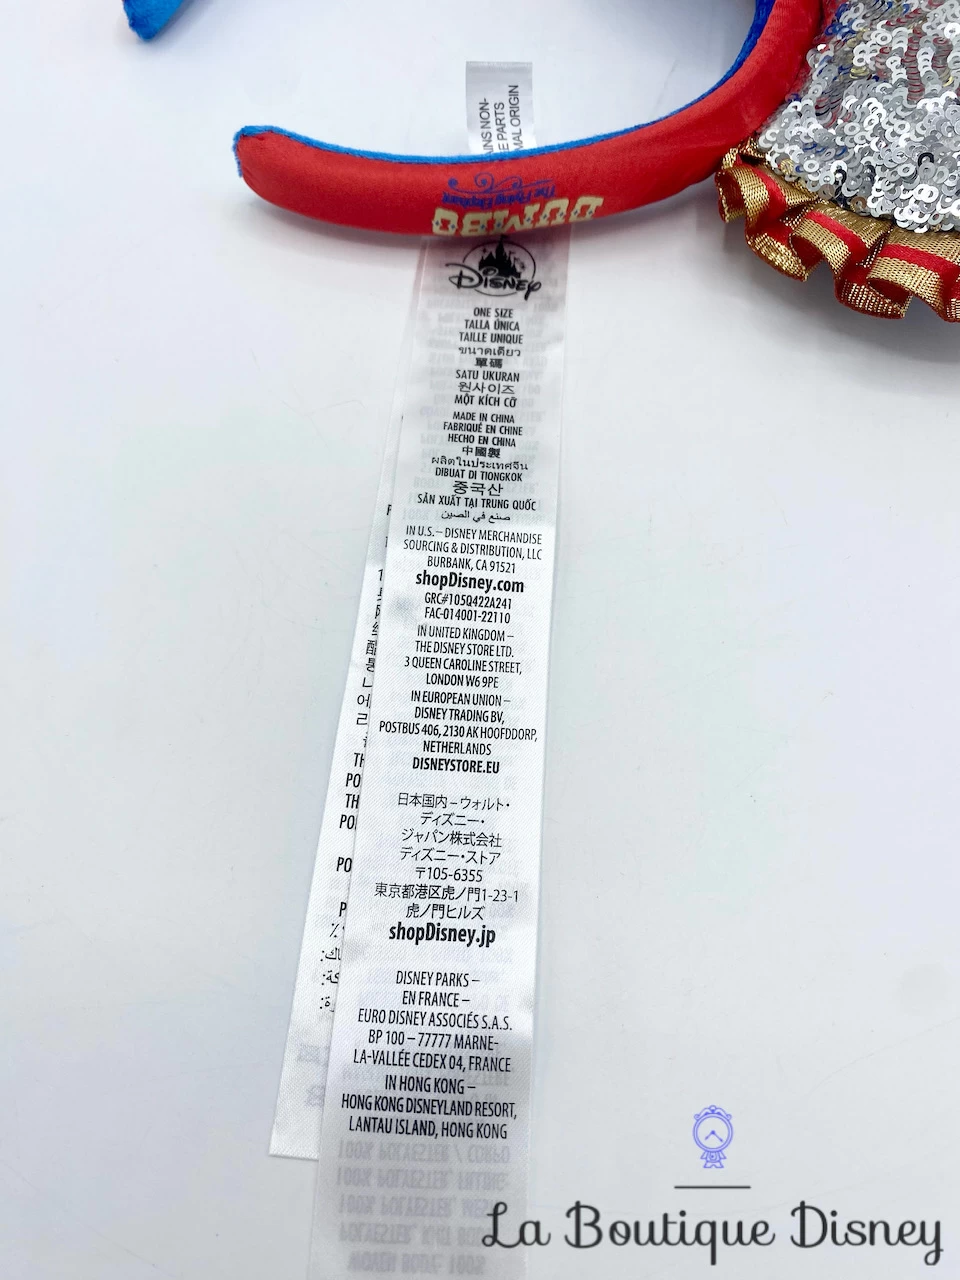 AINS NON-
LE PARTS
MAL ORIGIN
DUMBO
The Flying Elephant
Disney
ONE SIZE
TALLA ÚNICA
TAILLE UNIQUE
ขนาดเดียว
單碼
SATU UKURAN
원사이즈
MỘT KÍCH CỠ
MADE IN CHINA
FABRIQUÉ EN CHINE
HECHO EN CHINA
中國製
ผลิตในประเทศจีน
DIBUAT DI TIONGKOK
중국산
SẢN XUẤT TẠI TRUNG QUỐC
صنع في الصين
IN U.S. – DISNEY MERCHANDISE
SOURCING & DISTRIBUTION, LLC
BURBANK, CA 91521
shopDisney.com
GRC#105Q422A241
FAC-014001-22110
IN UNITED KINGDOM –
THE DISNEY STORE LTD.
3 QUEEN CAROLINE STREET,
LONDON W6 9PE
IN EUROPEAN UNION –
DISNEY TRADING BV,
POSTBUS 406, 2130 AK HOOFDDORP,
NETHERLANDS
DISNEYSTORE.EU
日本国内 – ウォルト・
ディズニー・
ジャパン株式会社
ディズニー・ストア
〒105-6355
東京都港区虎ノ門1-23-1
虎ノ門ヒルズ
shopDisney.jp
DISNEY PARKS –
EN FRANCE –
EURO DISNEY ASSOCIÉS S.A.S.
BP 100 – 77777 MARNE-
LA-VALLÉE CEDEX 04, FRANCE
IN HONG KONG –
HONG KONG DISNEYLAND RESORT,
LANTAU ISLAND, HONG KONG
La Boutique Disney